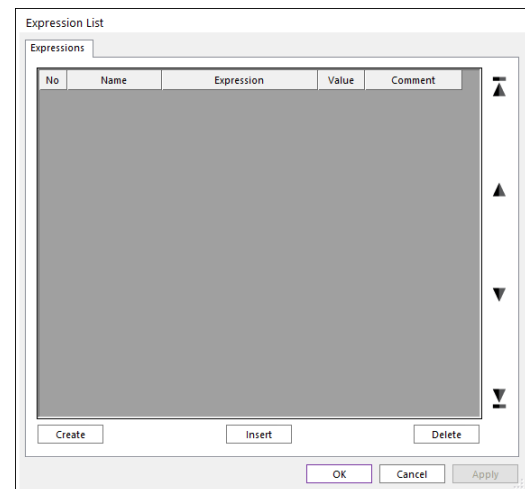 Expression List
Expressions
No Name Expression Value Comment
Create Insert Delete
OK Cancel Apply